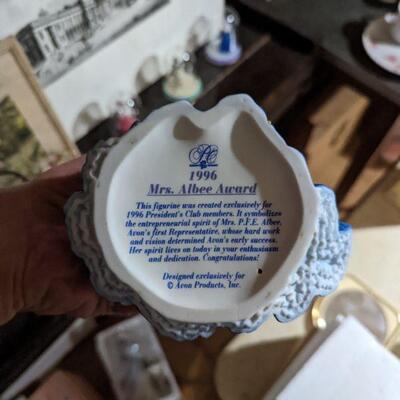 1996
Mrs. Albee Award
This figurine was created exclusively for
1996 President's Club members. It symbolizes
the entrepreneurial spirit of Mrs. P.F.E. Albee,
Avon's first Representative, whose hard work
and vision determined Avon's early success.
Her spirit lives on today in your enthusiasm
and dedication. Congratulations!
Designed exclusively for
© Avon Products, Inc.